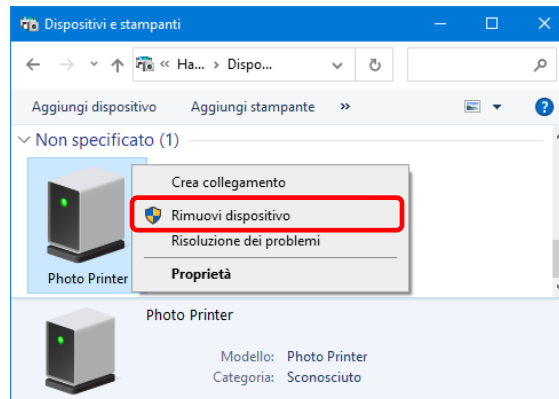 Dispositivi e stampanti
« Ha... › Dispo...
Aggiungi dispositivo Aggiungi stampante »
Non specificato (1)
Crea collegamento
Rimuovi dispositivo
Risoluzione dei problemi
Proprietà
Photo Printer
Photo Printer
Modello: Photo Printer
Categoria: Sconosciuto